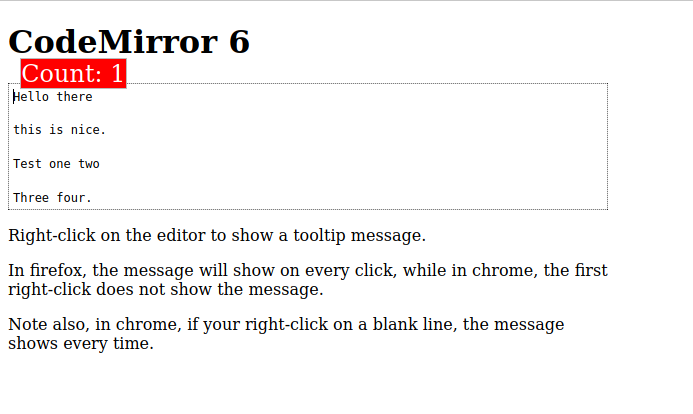 CodeMirror 6
Count: 1
Hello there
this is nice.
Test one two
Three four.
Right-click on the editor to show a tooltip message.
In firefox, the message will show on every click, while in chrome, the first
right-click does not show the message.
Note also, in chrome, if your right-click on a blank line, the message
shows every time.